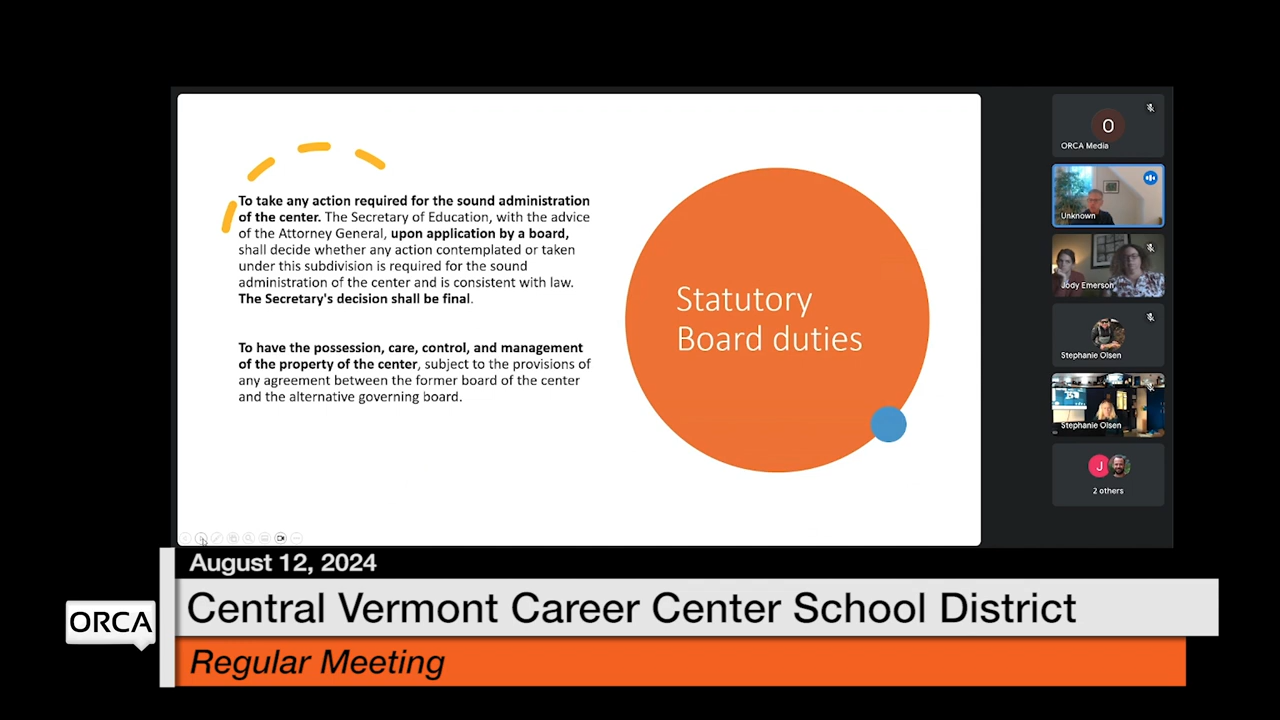 To take any action required for the sound administration
of the center. The Secretary of Education, with the advice
of the Attorney General, upon application by a board,
shall decide whether any action contemplated or taken
under this subdivision is required for the sound
administration of the center and is consistent with law.
The Secretary's decision shall be final.
To have the possession, care, control, and management
of the property of the center, subject to the provisions of
any agreement between the former board of the center
and the alternative governing board.
Statutory
Board duties
O
ORCA Media
Unknown
Jody Emerson
Stephanie Olsen
Stephanie Olsen
J
2 others
August 12, 2024
ORCA
Central Vermont Career Center School District
Regular Meeting